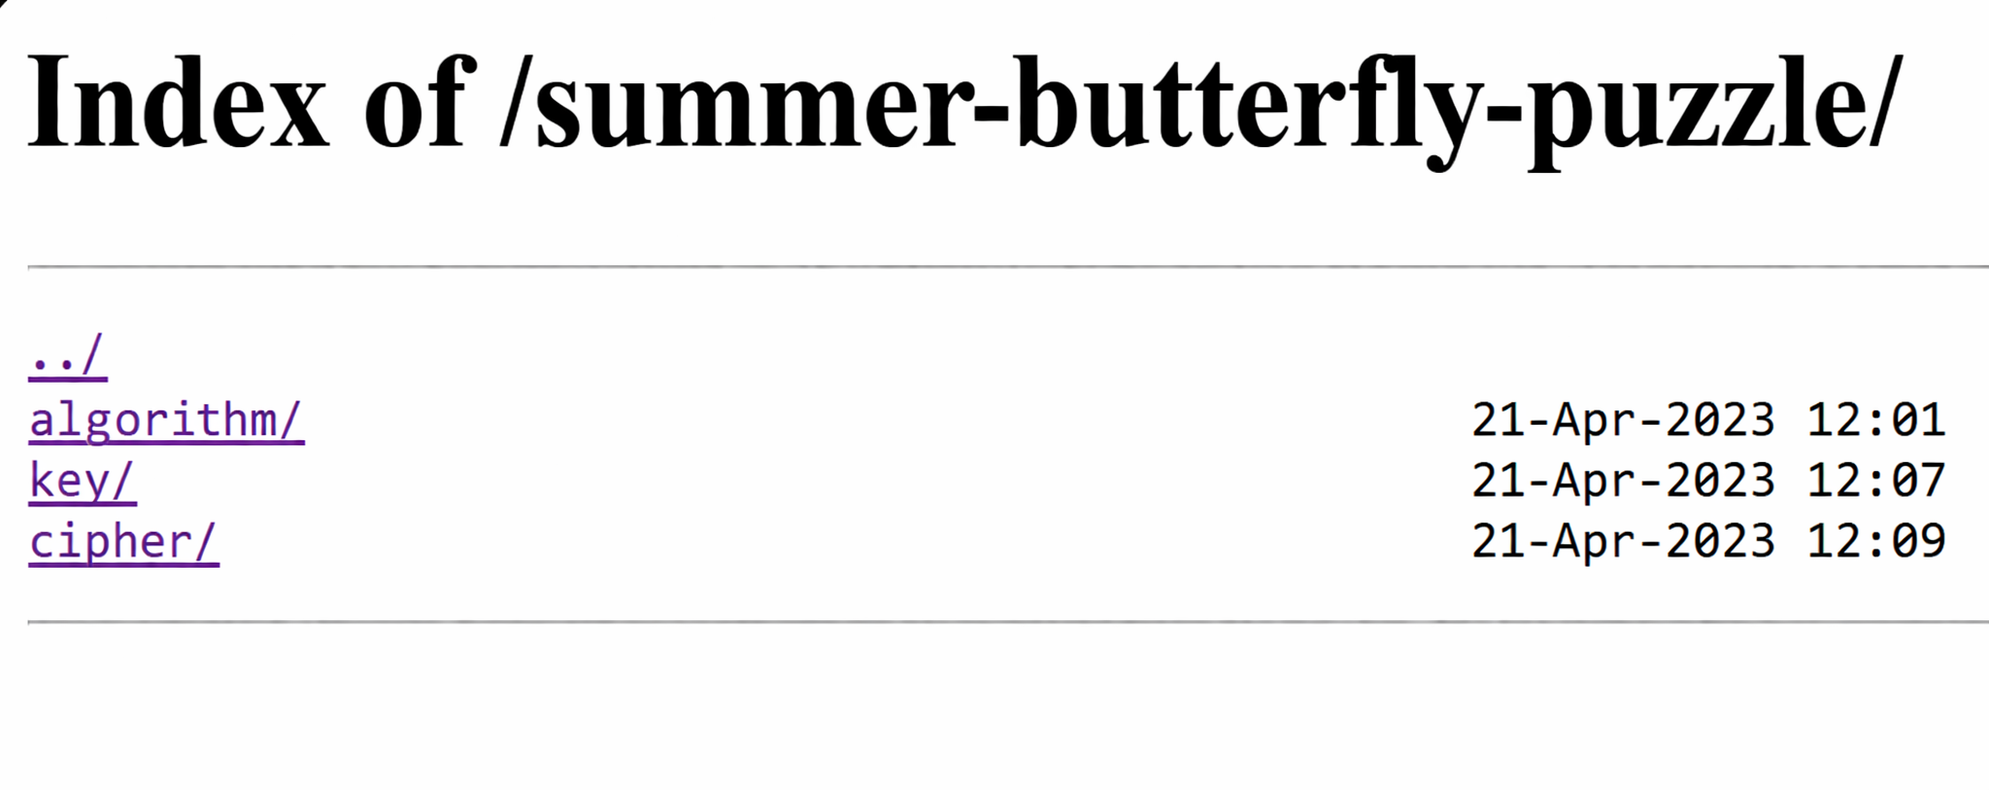 Index of /summer-butterfly-puzzle/
../
algorithm/ 21-Apr-2023 12:01
key/ 21-Apr-2023 12:07
cipher/ 21-Apr-2023 12:09